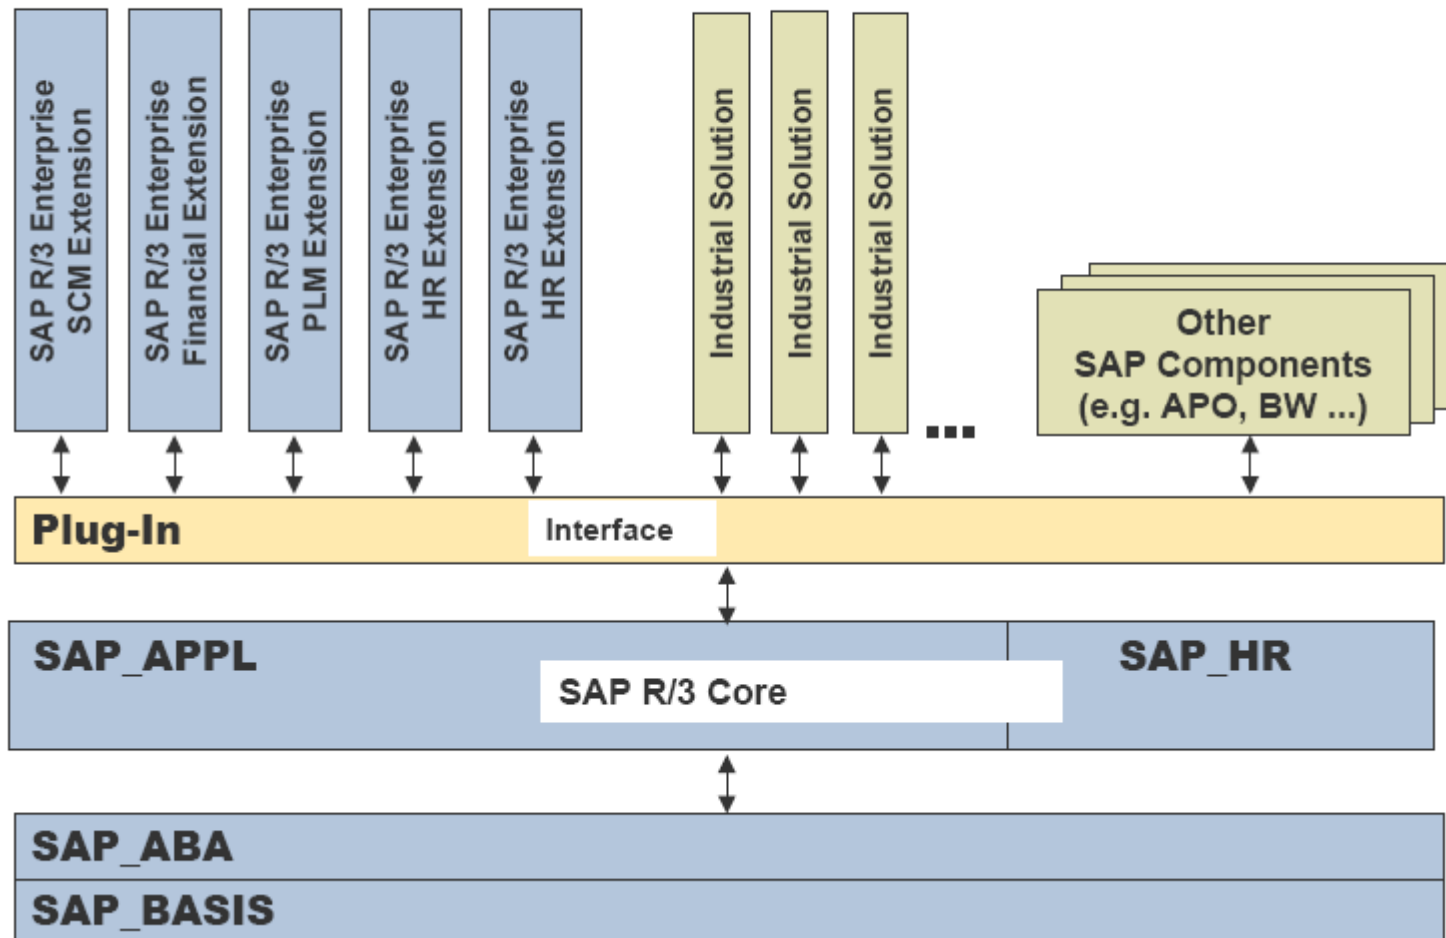 SAP R/3 Enterprise
SCM Extension
SAP R/3 Enterprise
Financial Extension
SAP R/3 Enterprise
PLM Extension
SAP R/3 Enterprise
HR Extension
SAP R/3 Enterprise
HR Extension
Industrial Solution
Industrial Solution
Industrial Solution
...
Other
SAP Components
(e.g. APO, BW ...)
Plug-In
Interface
SAP_APPL
SAP_HR
SAP R/3 Core
SAP_ABA
SAP_BASIS